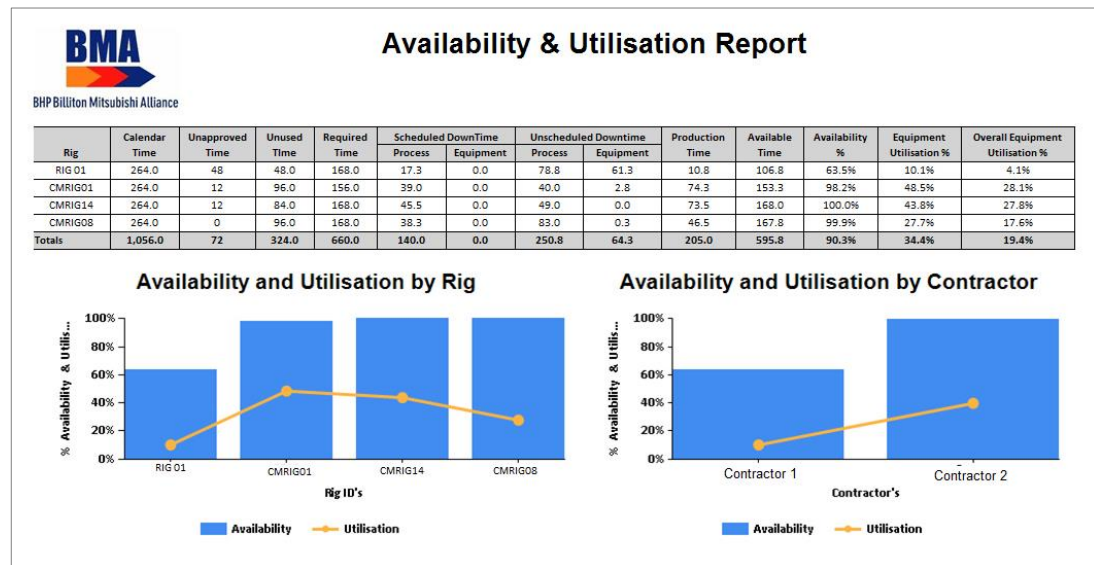 BMA
BHP Billiton Mitsubishi Alliance
Availability & Utilisation Report
Rig Calendar Time Unapproved Time Unused TIme Required Time Scheduled DownTime Unscheduled Downtime Production Time Available Time Availability % Equipment Utilisation % Overall Equipment Utilisation %
Process Equipment Process Equipment
RIG 01 264.0 48 48.0 168.0 17.3 0.0 78.8 61.3 10.8 106.8 63.5% 10.1% 4.1%
CMRIG01 264.0 12 96.0 156.0 39.0 0.0 40.0 2.8 74.3 153.3 98.2% 48.5% 28.1%
CMRIG14 264.0 12 84.0 168.0 45.5 0.0 49.0 0.0 73.5 168.0 100.0% 43.8% 27.8%
CMRIG08 264.0 0 96.0 168.0 38.3 0.0 83.0 0.3 46.5 167.8 99.9% 27.7% 17.6%
Totals 1,056.0 72 324.0 660.0 140.0 0.0 250.8 64.3 205.0 595.8 90.3% 34.4% 19.4%
Availability and Utilisation by Rig
% Availability & Utilis...
100%
80%
60%
40%
20%
0%
RIG 01 CMRIG01 CMRIG14 CMRIG08
Rig ID's
Availability Utilisation
Availability and Utilisation by Contractor
% Availability & Utilis...
100%
80%
60%
40%
20%
0%
Contractor 1 Contractor 2
Contractor's
Availability Utilisation